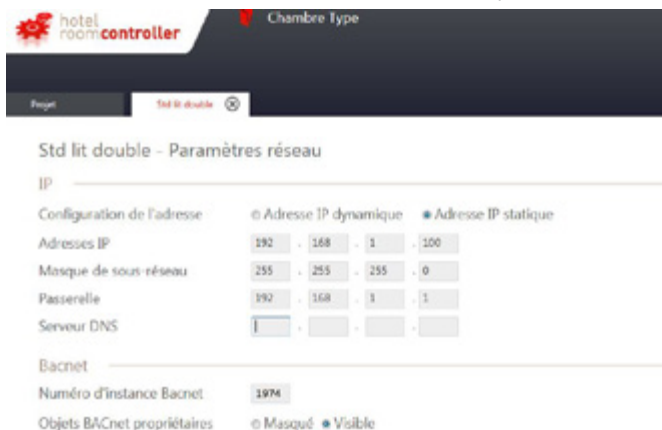 hotel
roomcontroller
Chambre Type
Projet
Std lit double
Std lit double - Paramètres réseau
IP
Configuration de l'adresse Adresse IP dynamique Adresse IP statique
Adresses IP 192 . 168 . 1 . 100
Masque de sous-réseau 255 . 255 . 255 . 0
Passerelle 192 . 168 . 1 . 1
Serveur DNS . . .
Bacnet
Numéro d'instance Bacnet 1974
Objets BACnet propriétaires Masqué Visible